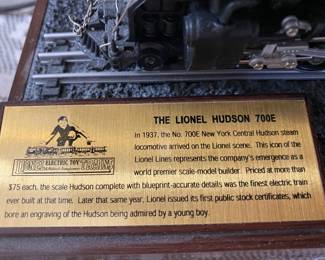 THE LIONEL HUDSON 700E
In 1937, the No. 700E New York Central Hudson steam
locomotive arrived on the Lionel scene. This icon of the
Lionel Lines represents the company's emergence as a
world premier scale-model builder. Priced at more than
$75 each, the scale Hudson complete with blueprint-accurate details was the finest electric train
ever built at that time. Later that same year, Lionel issued its first public stock certificates, which
bore an engraving of the Hudson being admired by a young boy.
LIONEL ELECTRIC TOY TRAINS